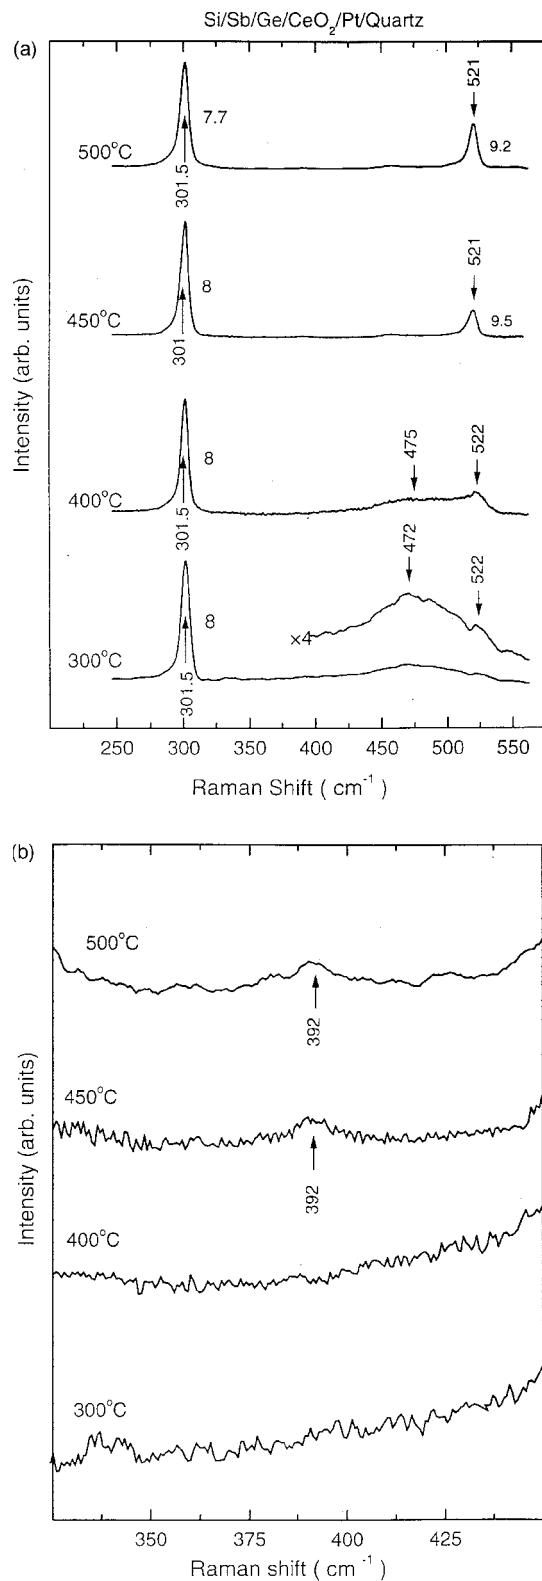 Si/Sb/Ge/CeO₂/Pt/Quartz
(a)
521
7.7
500°C
9.2
301.5
521
8
450°C
9.5
301
475
522
8
400°C
301.5
472
522
×4
8
300°C
301.5
Intensity (arb. units)
250 300 400 450 500 550
Raman Shift ( cm⁻¹ )
(b)
500°C
392
450°C
392
400°C
300°C
Intensity (arb. units)
350 375 400 425
Raman shift ( cm⁻¹ )